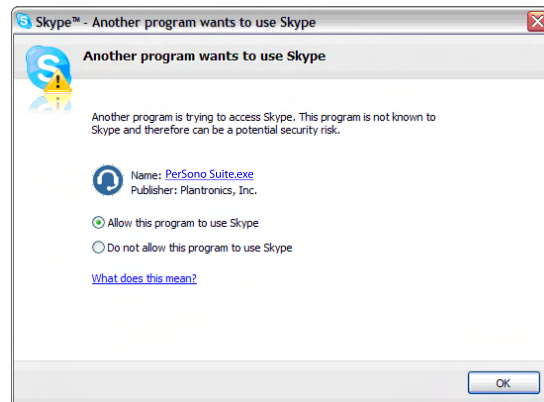 Skype™ - Another program wants to use Skype
Another program wants to use Skype
Another program is trying to access Skype. This program is not known to
Skype and therefore can be a potential security risk.
Name: PerSono Suite.exe
Publisher: Plantronics, Inc.
Allow this program to use Skype
Do not allow this program to use Skype
What does this mean?
OK